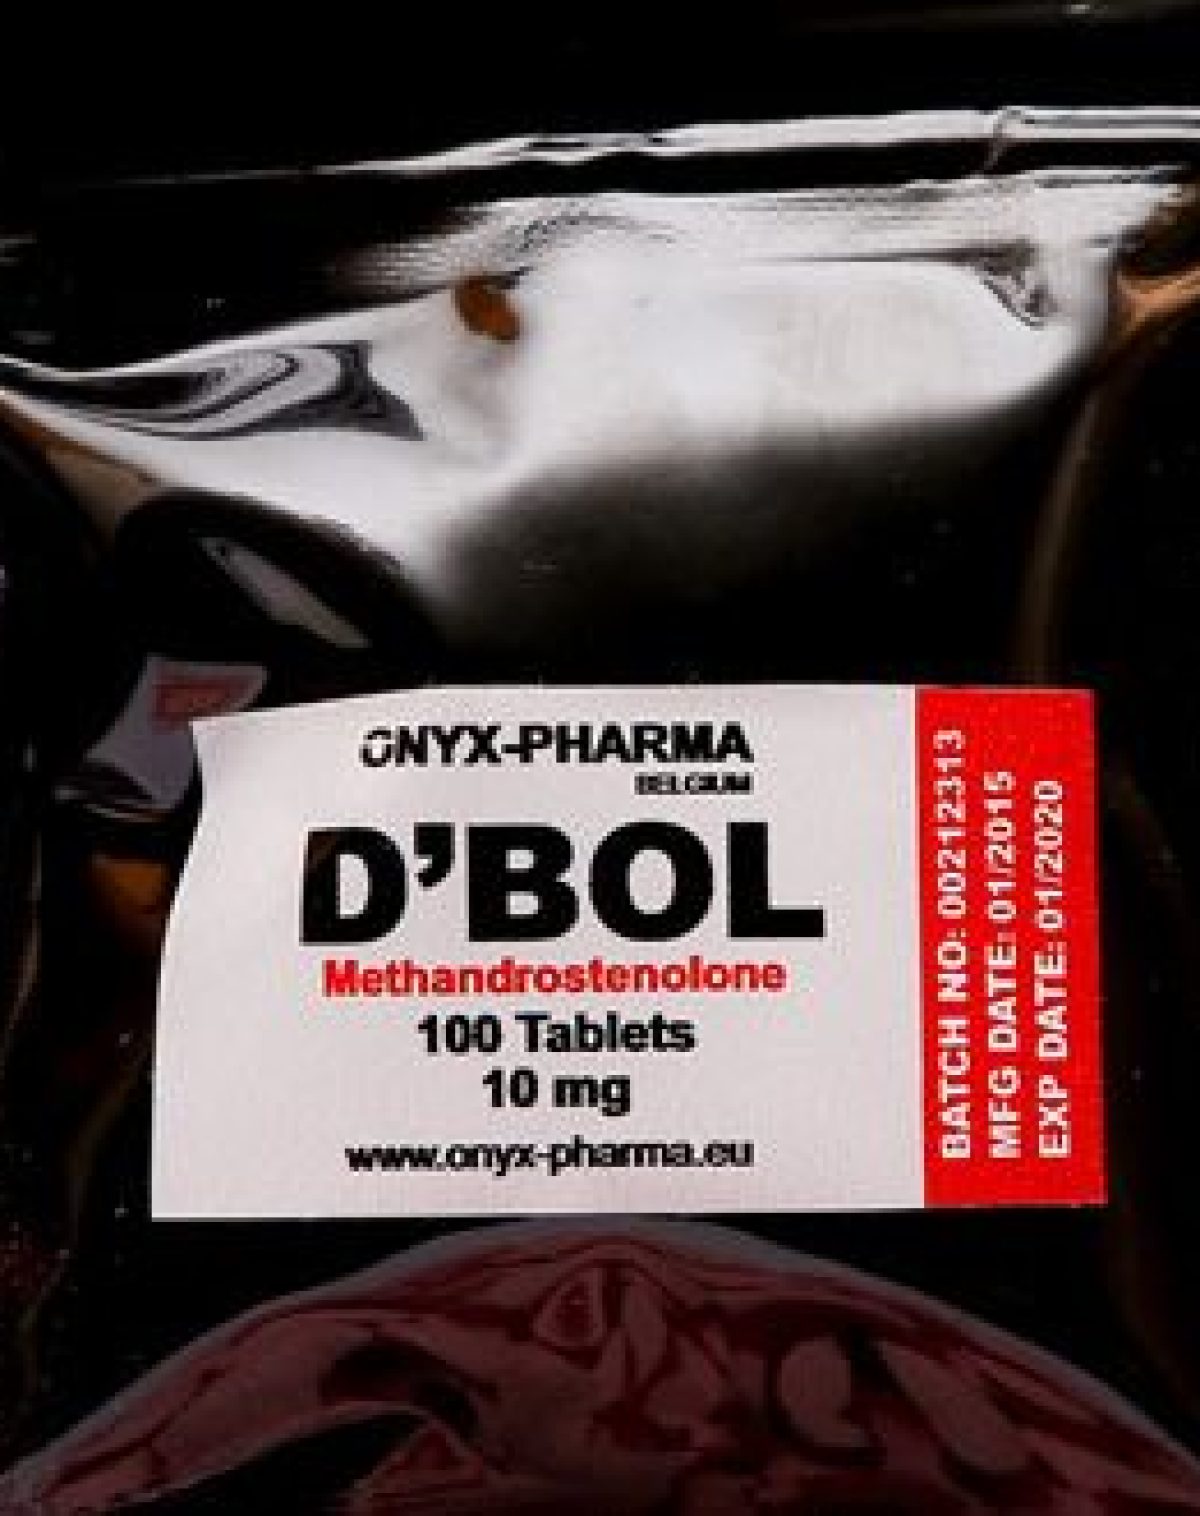 ONYX-PHARMA
BELGIUM
D'BOL
Methandrostenolone
100 Tablets
10 mg
www.onyx-pharma.eu
BATCH NO: 00212313
MFG DATE: 01/2015
EXP DATE: 01/2020